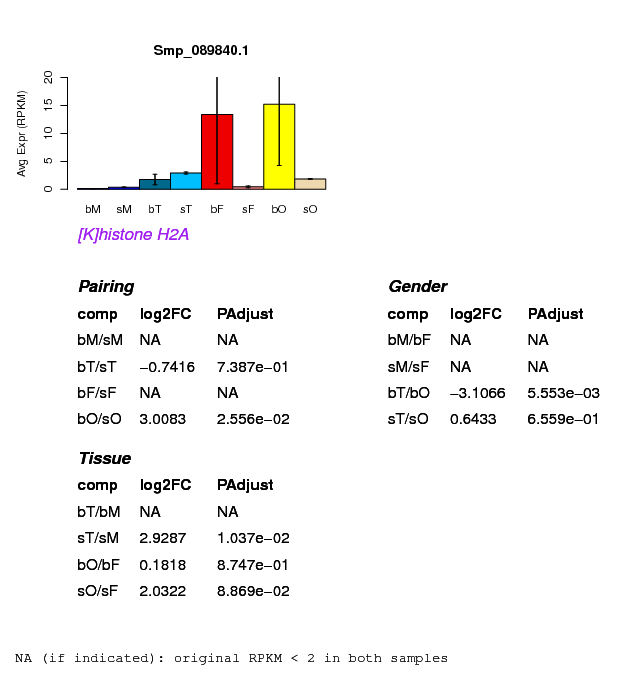 Smp_089840.1
Avg Expr (RPKM)
20
15
10
5
0
bM sM bT sT bF sF bO sO
[K]histone H2A
Pairing
comp log2FC PAdjust
bM/sM NA NA
bT/sT −0.7416 7.387e−01
bF/sF NA NA
bO/sO 3.0083 2.556e−02
Gender
comp log2FC PAdjust
bM/bF NA NA
sM/sF NA NA
bT/bO −3.1066 5.553e−03
sT/sO 0.6433 6.559e−01
Tissue
comp log2FC PAdjust
bT/bM NA NA
sT/sM 2.9287 1.037e−02
bO/bF 0.1818 8.747e−01
sO/sF 2.0322 8.869e−02
NA (if indicated): original RPKM < 2 in both samples